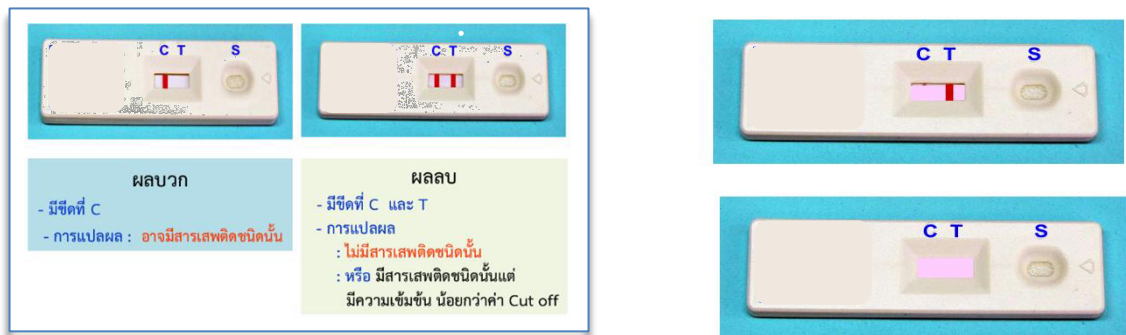 C T S
C T S
ผลบวก
- มีขีดที่ C
- การแปลผล : อาจมีสารเสพติดชนิดนั้น
ผลลบ
- มีขีดที่ C และ T
- การแปลผล
: ไม่มีสารเสพติดชนิดนั้น
: หรือ มีสารเสพติดชนิดนั้นแต่
มีความเข้มข้น น้อยกว่าค่า Cut off
C T S
C T S